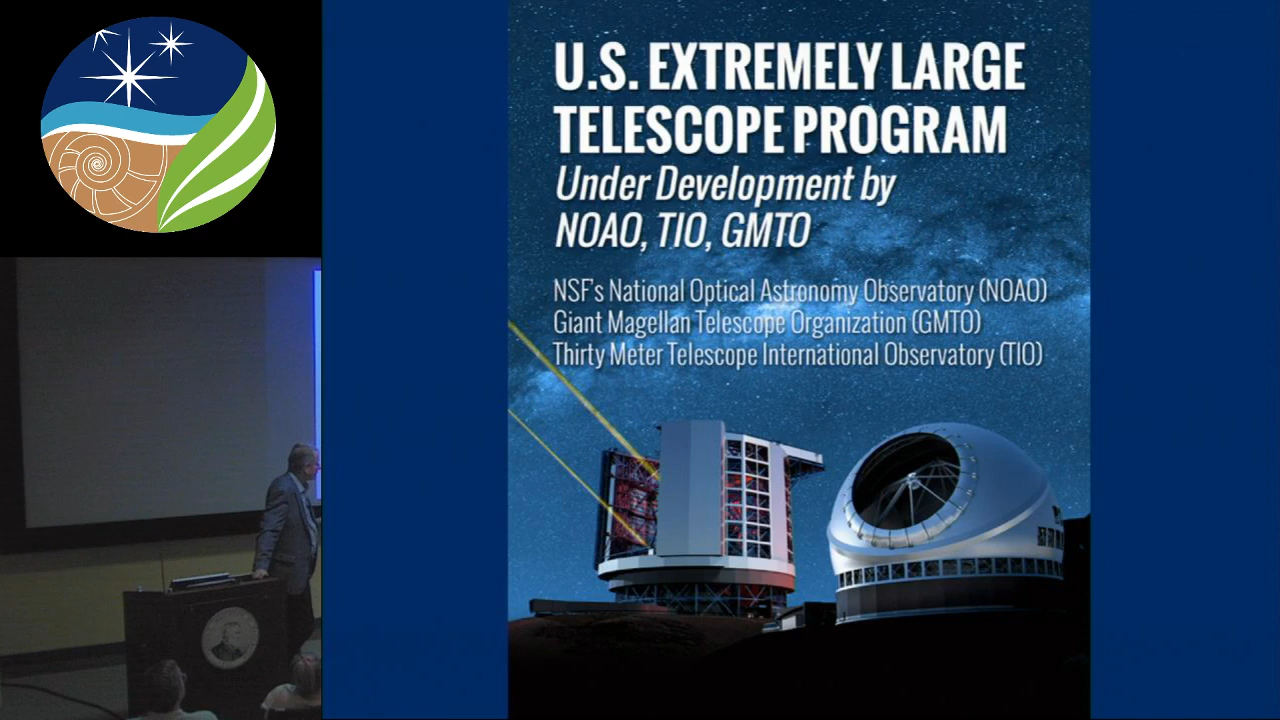 U.S. EXTREMELY LARGE
TELESCOPE PROGRAM
Under Development by
NOAO, TIO, GMTO
NSF's National Optical Astronomy Observatory (NOAO)
Giant Magellan Telescope Organization (GMTO)
Thirty Meter Telescope International Observatory (TIO)